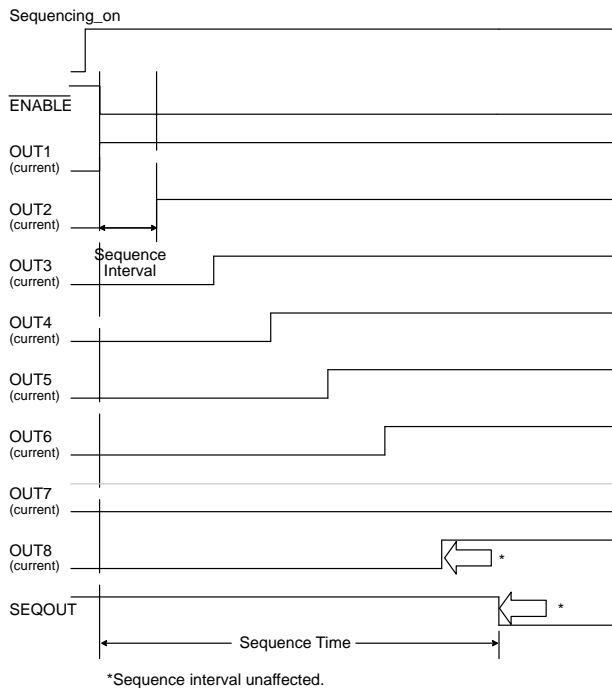 Sequencing_on
ENABLE
OUT1
(current)
OUT2
(current)
Sequence
Interval
OUT3
(current)
OUT4
(current)
OUT5
(current)
OUT6
(current)
OUT7
(current)
OUT8
(current)
*
SEQOUT
*
Sequence Time
*Sequence interval unaffected.